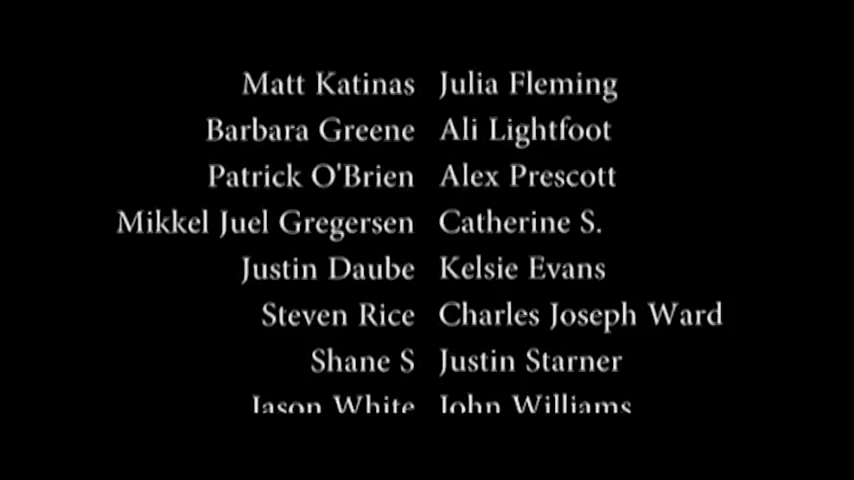 Matt Katinas Julia Fleming
Barbara Greene Ali Lightfoot
Patrick O'Brien Alex Prescott
Mikkel Juel Gregersen Catherine S.
Justin Daube Kelsie Evans
Steven Rice Charles Joseph Ward
Shane S Justin Starner
Jason White John Williams